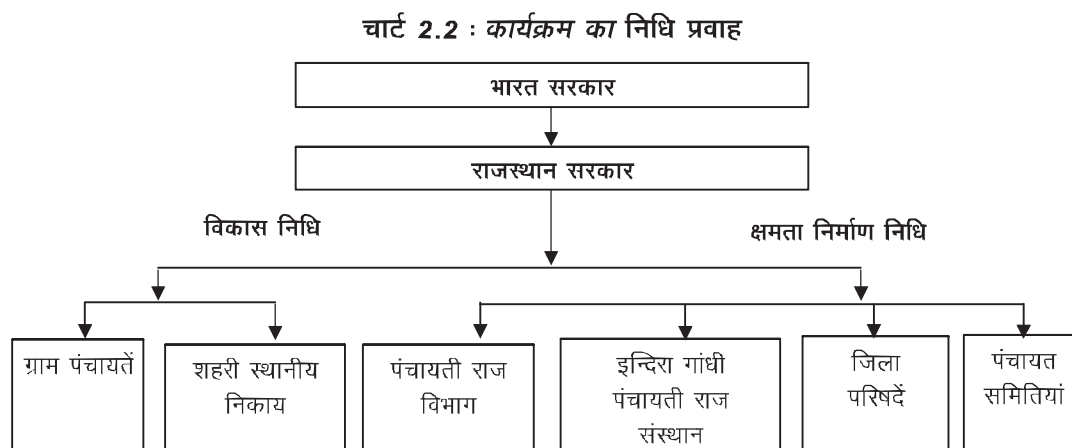 चार्ट 2.2 : कार्यक्रम का निधि प्रवाह
भारत सरकार
राजस्थान सरकार
विकास निधि
क्षमता निर्माण निधि
ग्राम पंचायतें
शहरी स्थानीय
निकाय
पंचायती राज
विभाग
इन्दिरा गांधी
पंचायती राज
संस्थान
जिला
परिषदें
पंचायत
समितियां